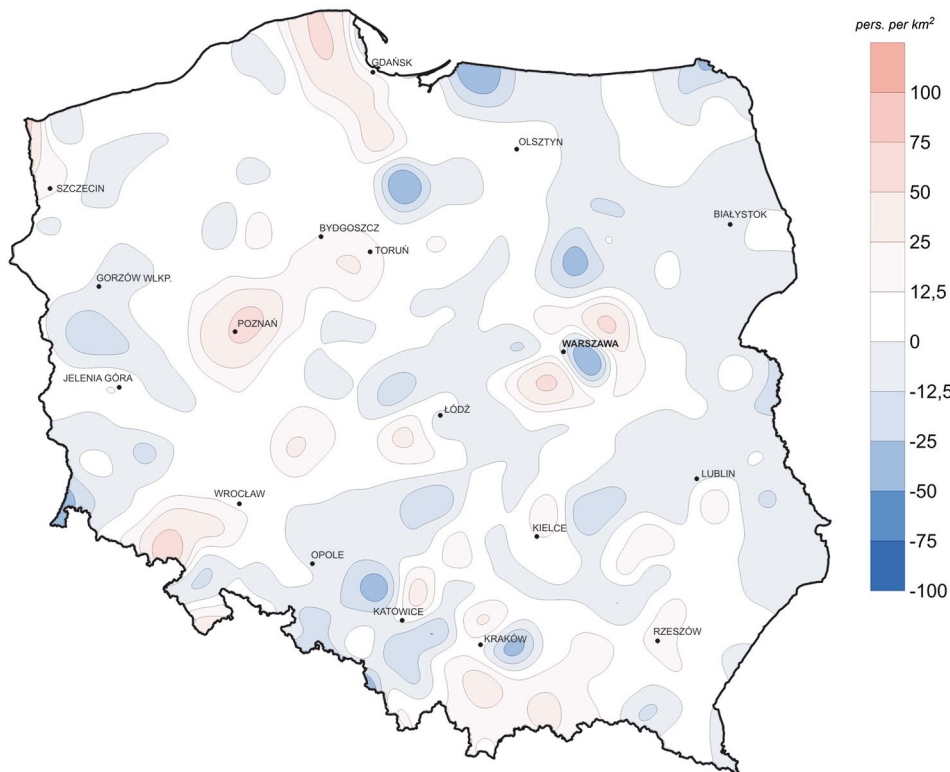 pers. per km²
100
75
50
25
12,5
0
-12,5
-25
-50
-75
-100
GDAŃSK
OLSZTYN
SZCZECIN
BIAŁYSTOK
BYDGOSZCZ
TORUŃ
GORZÓW WLKP.
POZNAŃ
WARSZAWA
JELENIA GÓRA
ŁÓDŹ
LUBLIN
WROCŁAW
KIELCE
OPOLE
KATOWICE
KRAKÓW
RZESZÓW